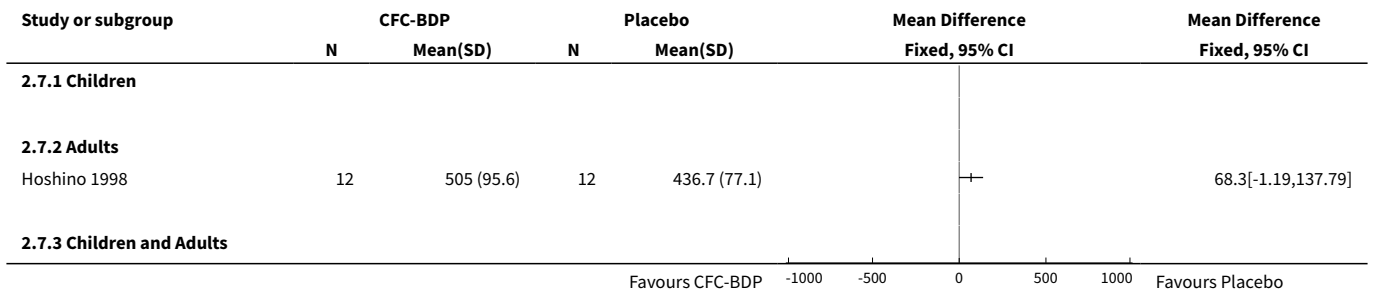 Study or subgroup CFC-BDP Placebo Mean Difference Mean Difference
N Mean(SD) N Mean(SD) Fixed, 95% CI Fixed, 95% CI
2.7.1 Children
2.7.2 Adults
Hoshino 1998 12 505 (95.6) 12 436.7 (77.1) 68.3[-1.19,137.79]
2.7.3 Children and Adults
Favours CFC-BDP -1000 -500 0 500 1000 Favours Placebo